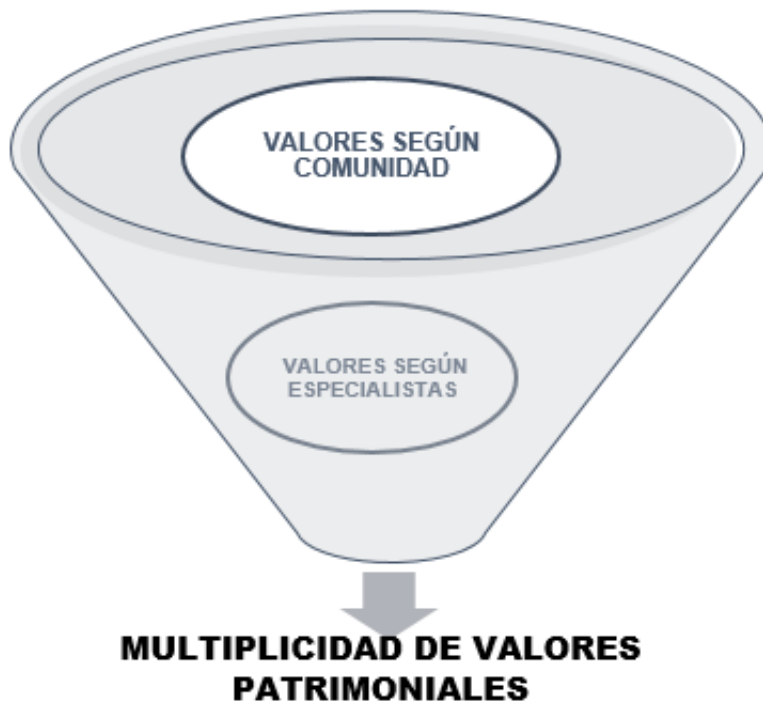 VALORES SEGÚN
COMUNIDAD
VALORES SEGÚN
ESPECIALISTAS
MULTIPLICIDAD DE VALORES
PATRIMONIALES